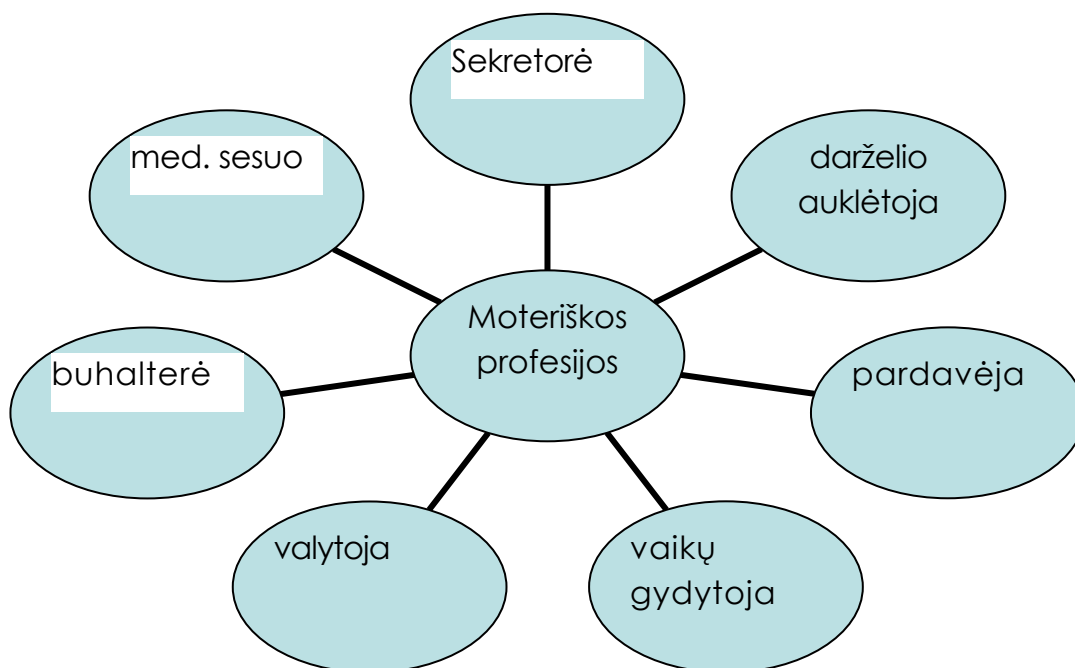 Sekretorė
med. sesuo
darželio
auklėtoja
Moteriškos
profesijos
buhalterė
pardavėja
valytoja
vaikų
gydytoja